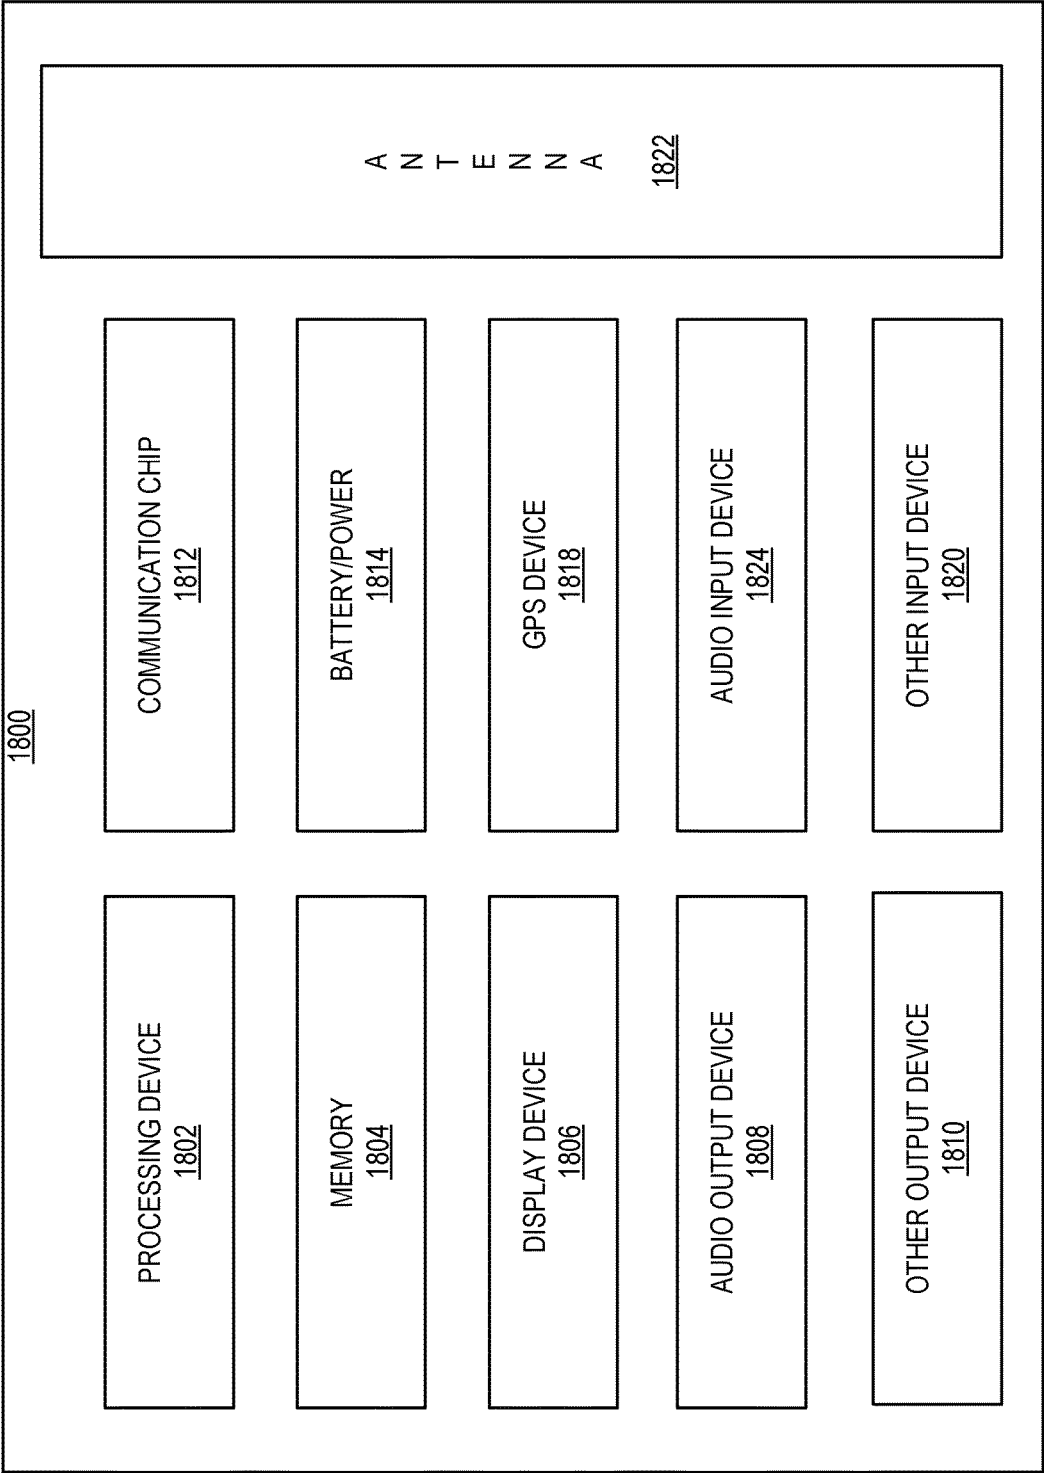 1800
PROCESSING DEVICE
1802
MEMORY
1804
DISPLAY DEVICE
1806
AUDIO OUTPUT DEVICE
1808
OTHER OUTPUT DEVICE
1810
COMMUNICATION CHIP
1812
BATTERY/POWER
1814
GPS DEVICE
1818
AUDIO INPUT DEVICE
1824
OTHER INPUT DEVICE
1820
A
N
T
E
N
N
A
1822